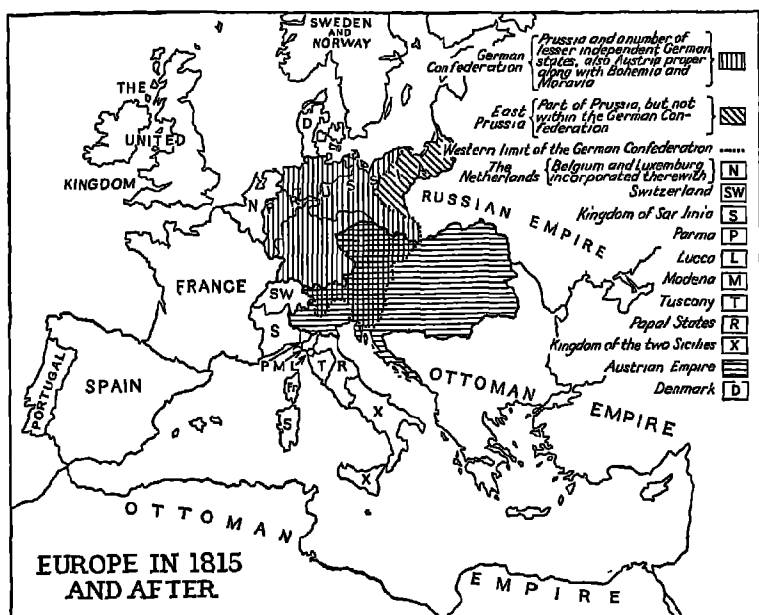 SWEDEN
AND
NORWAY
THE
UNITED
KINGDOM
D
N
FRANCE
SW
S
P M L T R
Fr
S
X
X
SPAIN
PORTUGAL
RUSSIAN EMPIRE
OTTOMAN EMPIRE
OTTOMAN EMPIRE
German Confederation { Prussia and a number of
lesser independent German
states, also Austria proper
along with Bohemia and
Moravia
East Prussia { Part of Prussia, but not
within the German Con-
federation
Western limit of the German Confederation
The Netherlands { Belgium and Luxemburg
incorporated therewith } N
Switzerland SW
Kingdom of Sar inia S
Parma P
Lucca L
Modena M
Tuscany T
Papal States R
Kingdom of the two Sicilies X
Austrian Empire
Denmark D
EUROPE IN 1815
AND AFTER